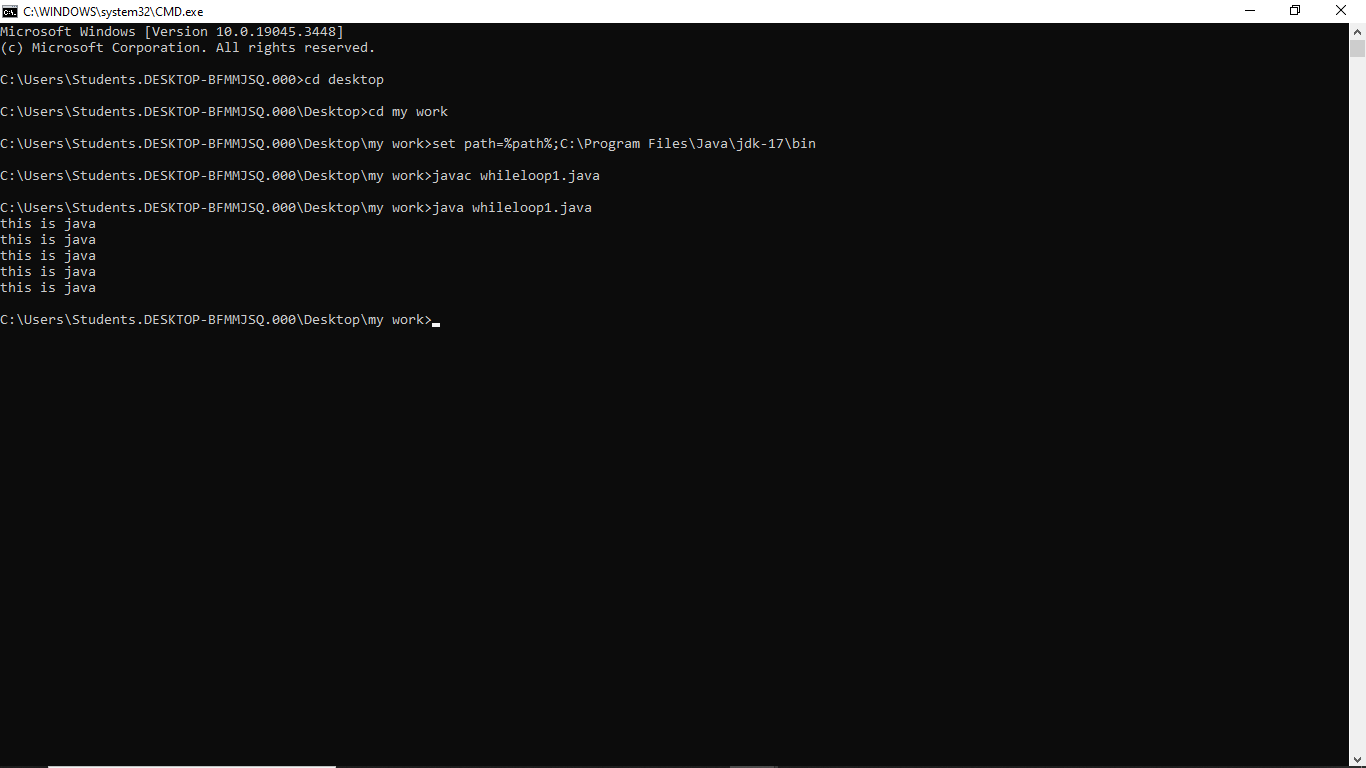 C:\WINDOWS\system32\CMD.exe
Microsoft Windows [Version 10.0.19045.3448]
(c) Microsoft Corporation. All rights reserved.
C:\Users\Students.DESKTOP-BFMMJSQ.000>cd desktop
C:\Users\Students.DESKTOP-BFMMJSQ.000\Desktop>cd my work
C:\Users\Students.DESKTOP-BFMMJSQ.000\Desktop\my work>set path=%path%;C:\Program Files\Java\jdk-17\bin
C:\Users\Students.DESKTOP-BFMMJSQ.000\Desktop\my work>javac whileloop1.java
C:\Users\Students.DESKTOP-BFMMJSQ.000\Desktop\my work>java whileloop1.java
this is java
this is java
this is java
this is java
this is java
C:\Users\Students.DESKTOP-BFMMJSQ.000\Desktop\my work>